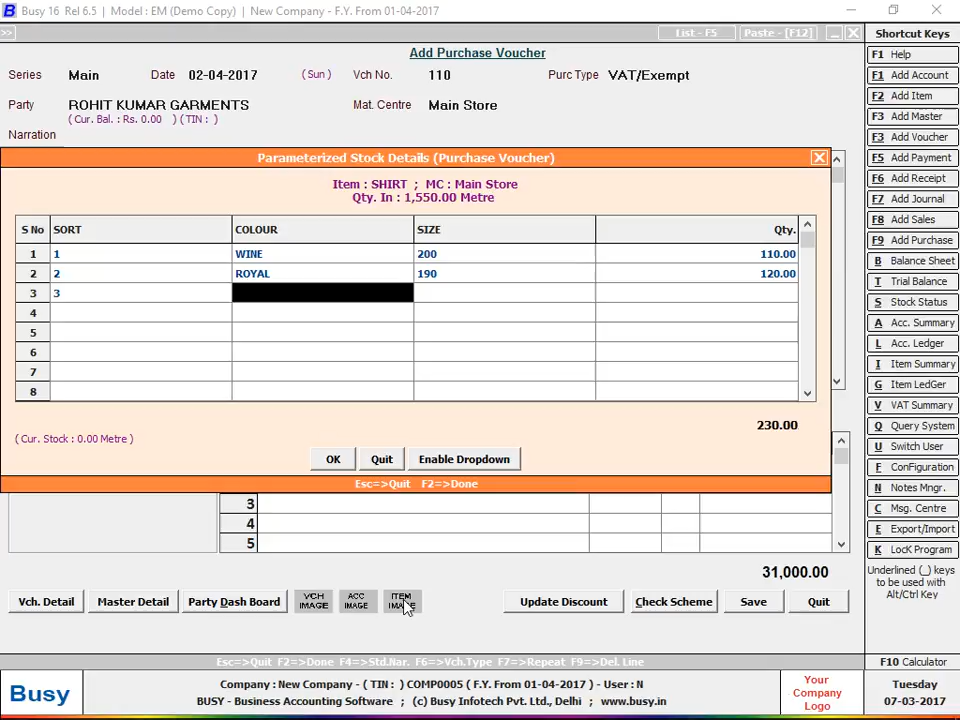 Busy 16 Rel 6.5 | Model : EM (Demo Copy) | New Company - F.Y. From 01-04-2017
>> List - F5 Paste - [F12] Shortcut Keys
Add Purchase Voucher
Series Main Date 02-04-2017 ( Sun ) Vch No. 110 Purc Type VAT/Exempt
Party ROHIT KUMAR GARMENTS Mat. Centre Main Store
(Cur. Bal. : Rs. 0.00 ) (TIN : )
Narration
Parameterized Stock Details (Purchase Voucher)
Item : SHIRT ; MC : Main Store
Qty. In : 1,550.00 Metre
S No SORT COLOUR SIZE Qty.
1 1 WINE 200 110.00
2 2 ROYAL 190 120.00
3 3
4
5
6
7
8
230.00
( Cur. Stock : 0.00 Metre )
OK Quit Enable Dropdown
Esc=>Quit F2=>Done
3
4
5
31,000.00
Vch. Detail Master Detail Party Dash Board VCH IMAGE ACC IMAGE ITEM IMAGE Update Discount Check Scheme Save Quit
Esc=>Quit F2=>Done F4=>Std.Nar. F6=>Vch.Type F7=>Repeat F9=>Del. Line
F1 Help
F1 Add Account
F2 Add Item
F3 Add Master
F3 Add Voucher
F5 Add Payment
F6 Add Receipt
F7 Add Journal
F8 Add Sales
F9 Add Purchase
B Balance Sheet
T Trial Balance
S Stock Status
A Acc. Summary
L Acc. Ledger
I Item Summary
G Item LedGer
V VAT Summary
Q Query System
U Switch User
F Configuration
N Notes Mngr.
C Msg. Centre
E Export/Import
K LocK Program
Underlined (_) keys
to be used with
Alt/Ctrl Key
F10 Calculator
Busy
Company : New Company - ( TIN : ) COMP0005 ( F.Y. From 01-04-2017 ) - User : N
BUSY - Business Accounting Software ; (c) Busy Infotech Pvt. Ltd., Delhi ; www.busy.in
Your
Company
Logo
Tuesday
07-03-2017